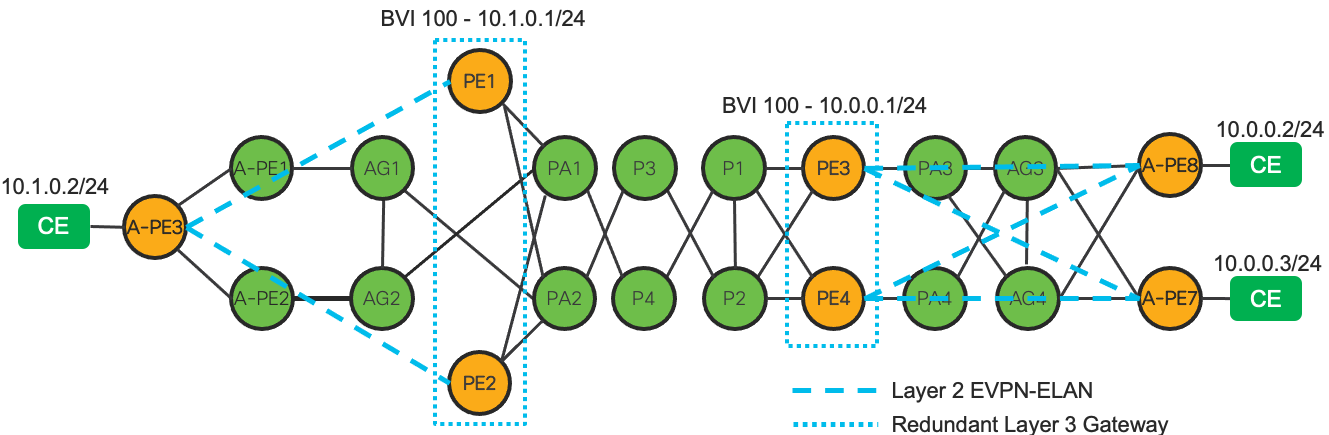 BVI 100 - 10.1.0.1/24
PE1
BVI 100 - 10.0.0.1/24
10.0.0.2/24
A-PE1
AG1
PA1
P3
P1
PE3
PA3
AG3
A-PE8
CE
10.1.0.2/24
CE
A-PE3
10.0.0.3/24
A-PE2
AG2
PA2
P4
P2
PE4
PA4
AG4
A-PE7
CE
PE2
Layer 2 EVPN-ELAN
Redundant Layer 3 Gateway